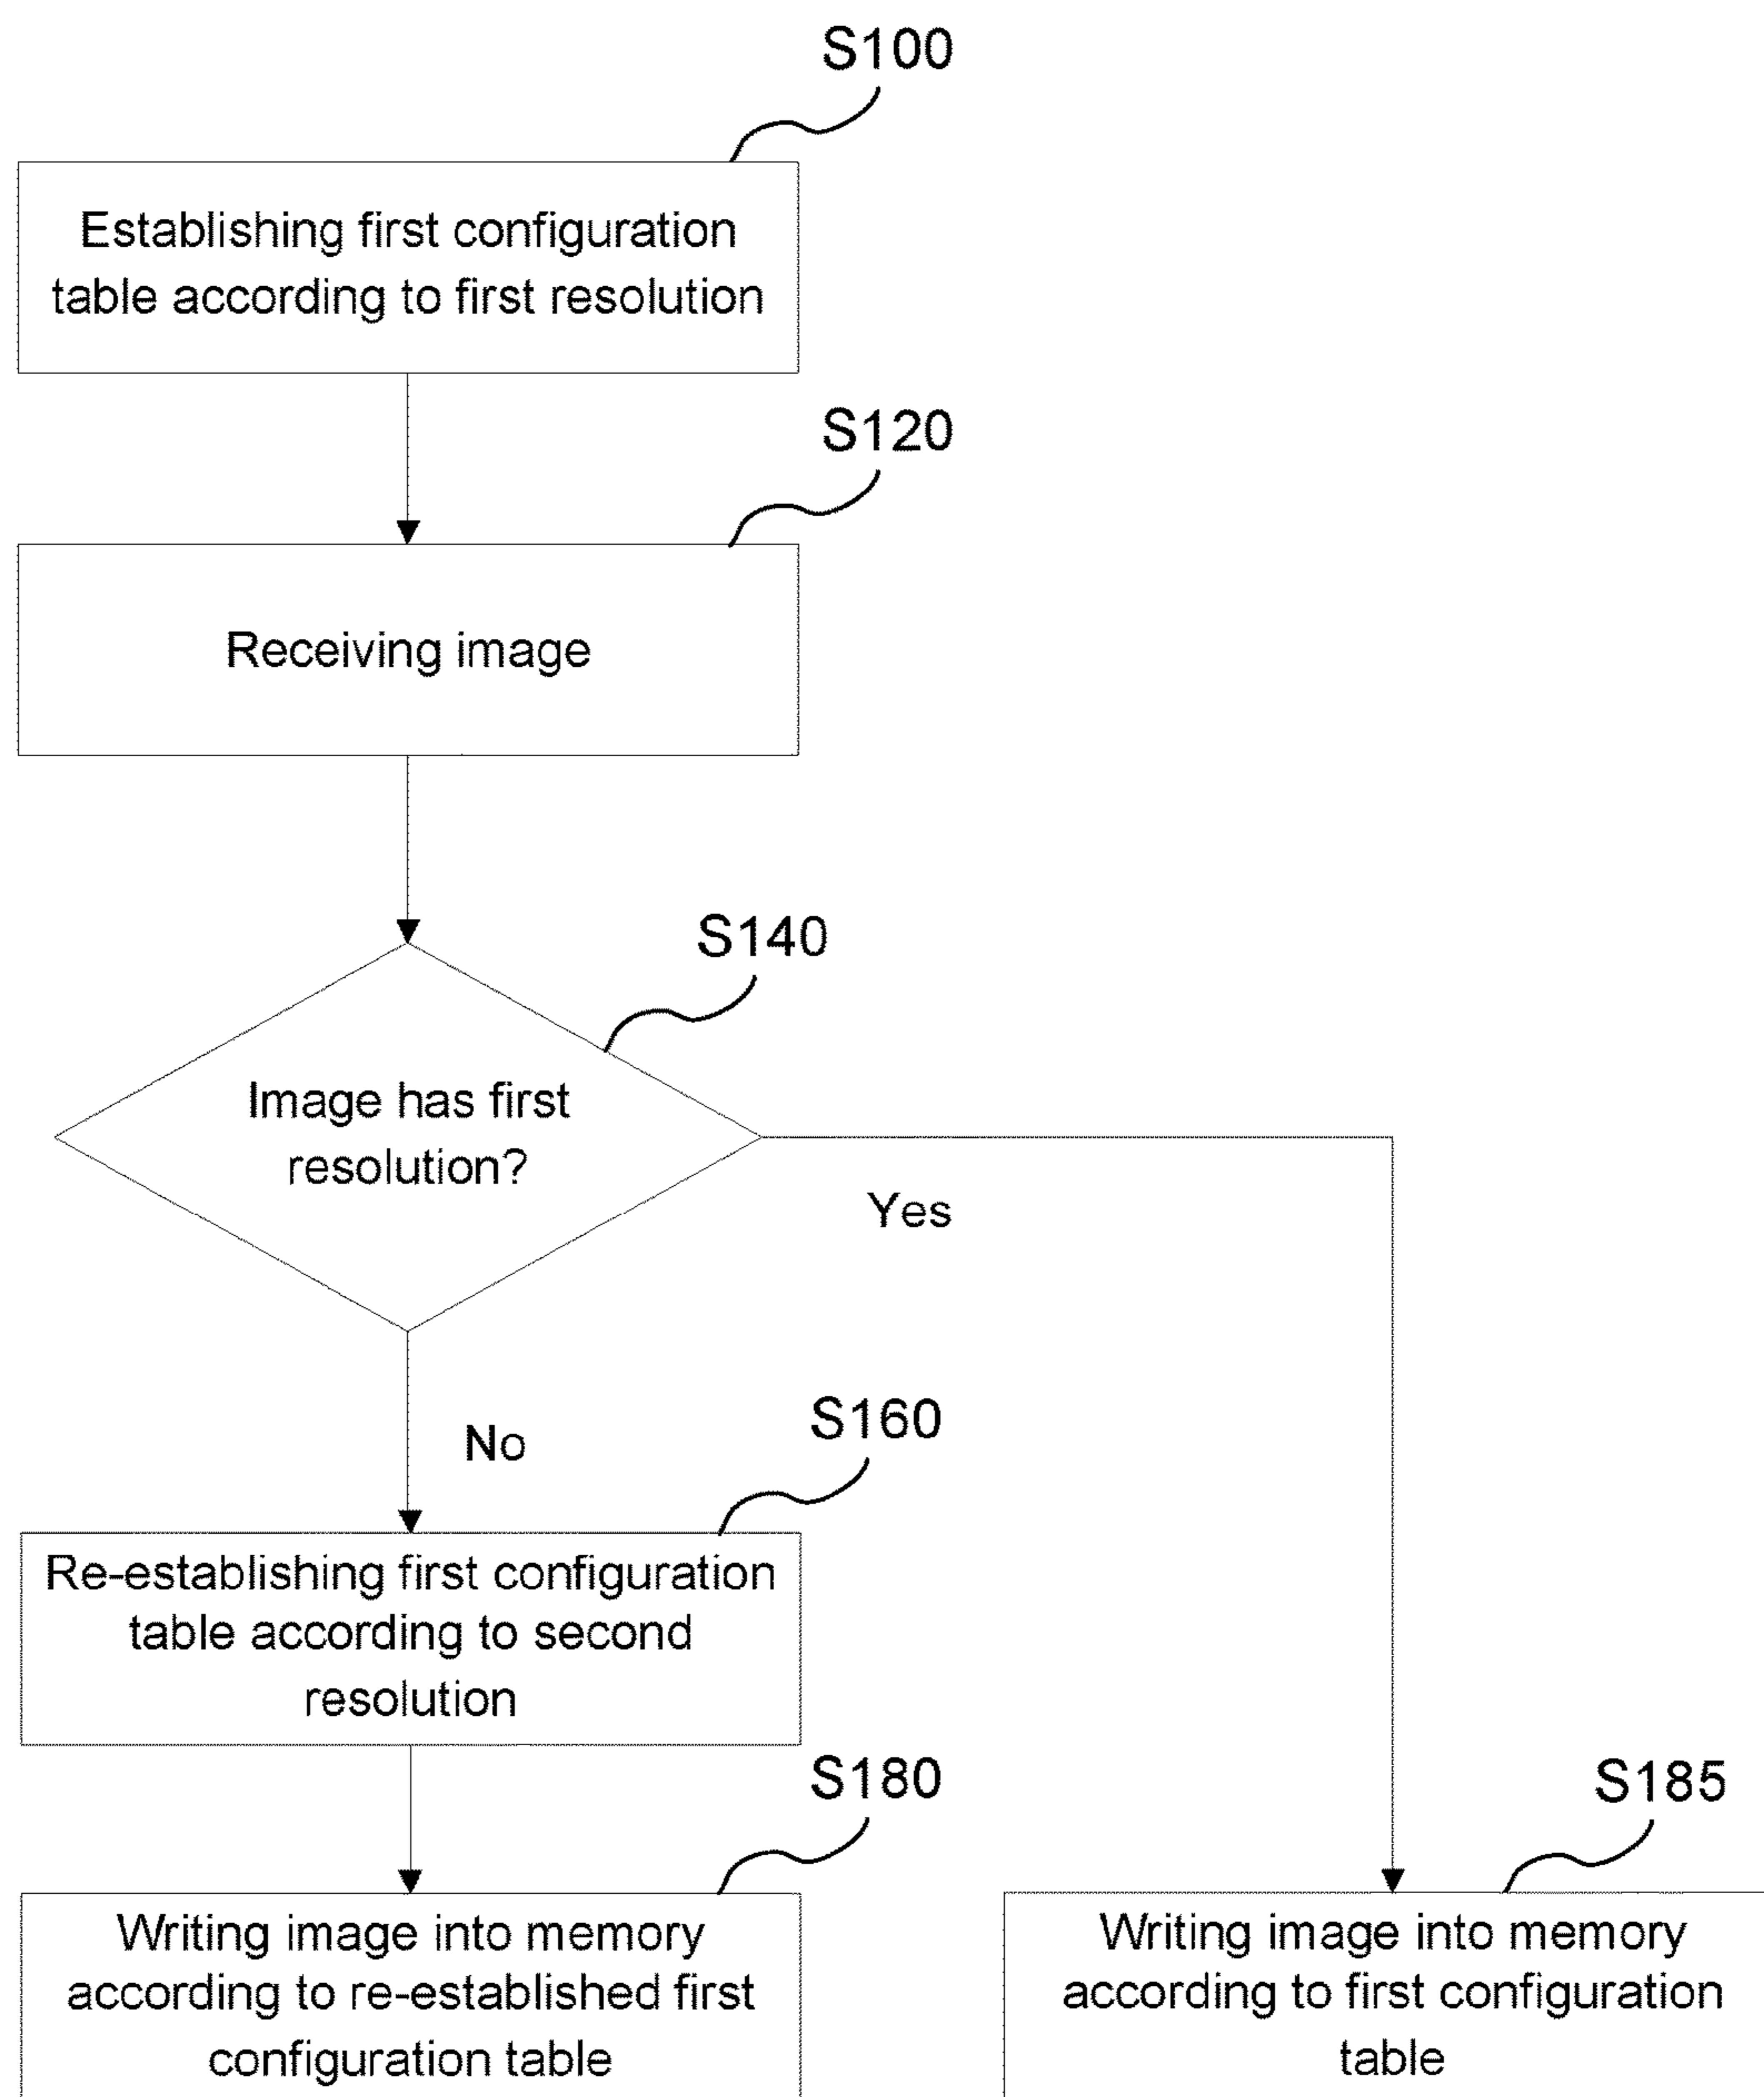 S100
Establishing first configuration
table according to first resolution
S120
Receiving image
S140
Image has first
resolution?
Yes
No
S160
Re-establishing first configuration
table according to second
resolution
S180
Writing image into memory
according to re-established first
configuration table
S185
Writing image into memory
according to first configuration
table